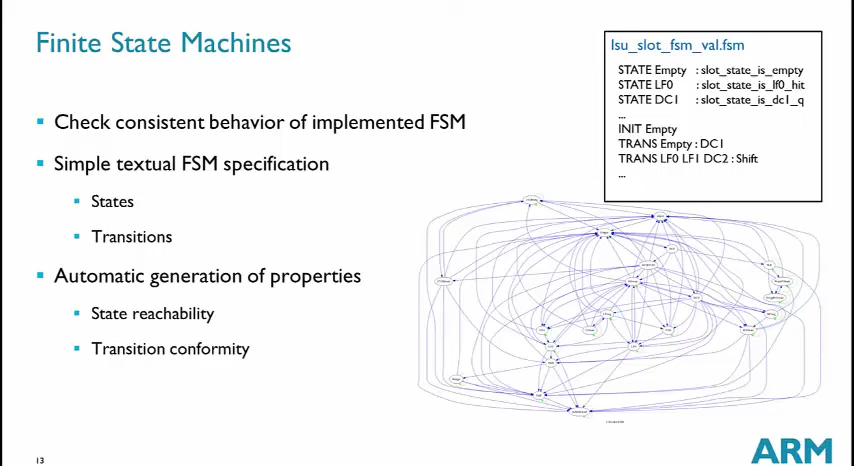 Finite State Machines
Check consistent behavior of implemented FSM
Simple textual FSM specification
States
Transitions
Automatic generation of properties
State reachability
Transition conformity
lsu_slot_fsm_val.fsm
STATE Empty : slot_state_is_empty
STATE LF0 : slot_state_is_lf0_hit
STATE DC1 : slot_state_is_dc1_q
...
INIT Empty
TRANS Empty : DC1
TRANS LF0 LF1 DC2 : Shift
...
13
ARM